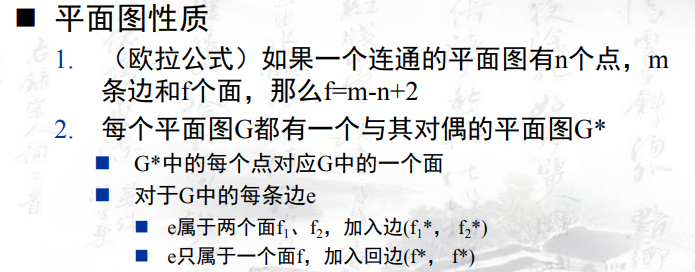 ■ 平面图性质
1. （欧拉公式）如果一个连通的平面图有n个点，m
条边和f个面，那么f=m-n+2
2. 每个平面图G都有一个与其对偶的平面图G*
■ G*中的每个点对应G中的一个面
■ 对于G中的每条边e
■ e属于两个面f₁、f₂，加入边(f₁*, f₂*)
■ e只属于一个面f，加入回边(f*, f*)